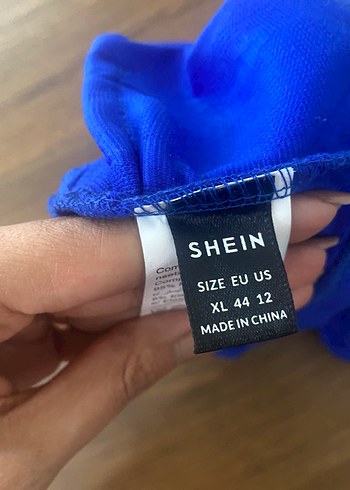 SHEIN
SIZE EU US
XL 44 12
MADE IN CHINA